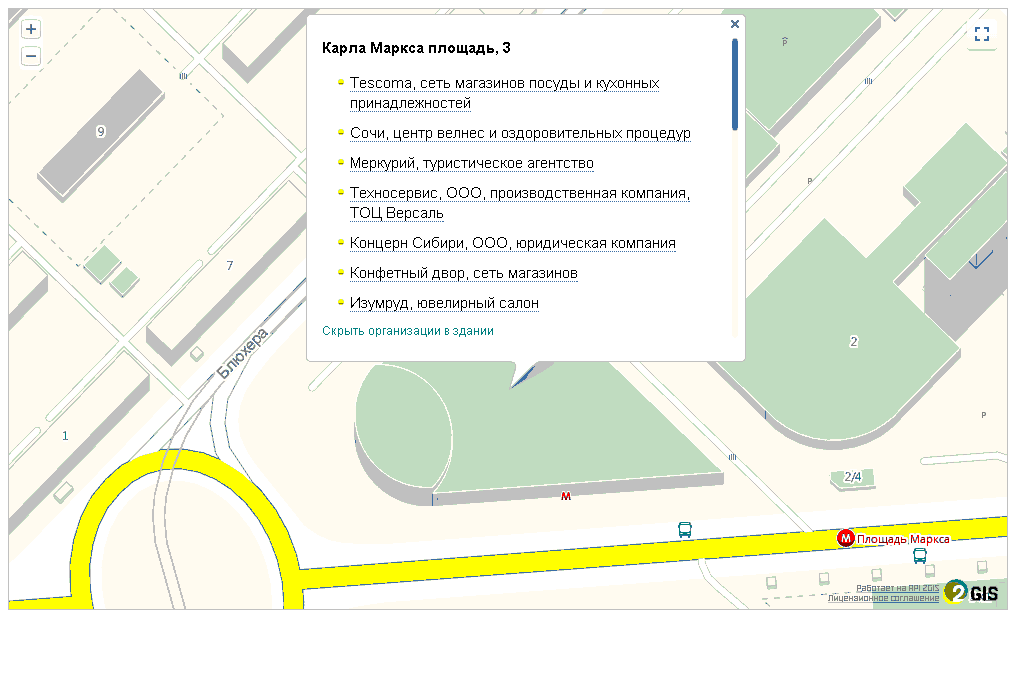 Карла Маркса площадь, 3
Tescoma, сеть магазинов посуды и кухонных
принадлежностей
Сочи, центр велнес и оздоровительных процедур
Меркурий, туристическое агентство
Техносервис, ООО, производственная компания,
ТОЦ Версаль
Концерн Сибири, ООО, юридическая компания
Конфетный двор, сеть магазинов
Изумруд, ювелирный салон
Скрыть организации в здании
P
9
P
7
Блюхера
2
1
P
2/4
М
М Площадь Маркса
Работает на API 2GIS
Лицензионное соглашение
2GIS